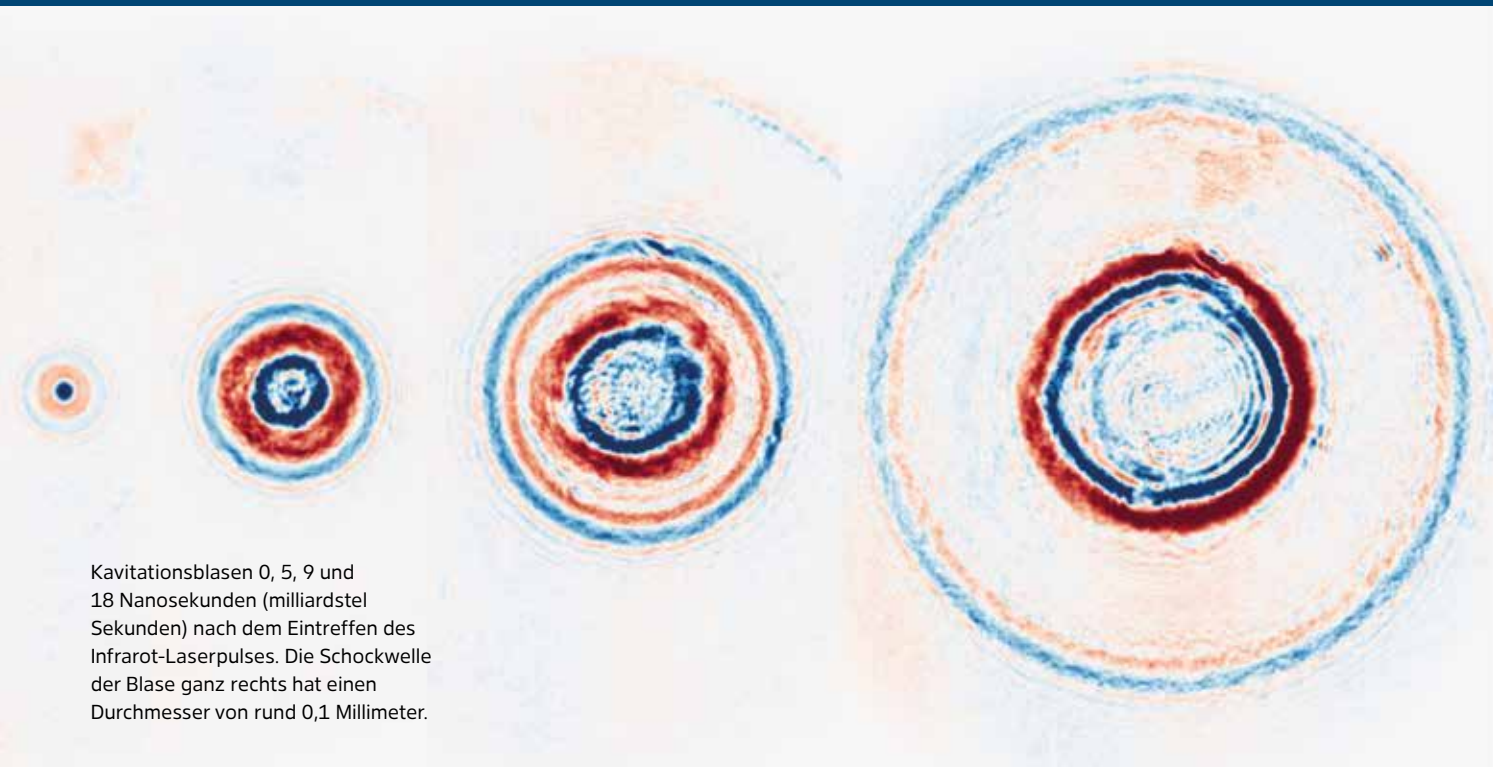 Kavitationsblasen 0, 5, 9 und
18 Nanosekunden (milliardstel
Sekunden) nach dem Eintreffen des
Infrarot-Laserpulses. Die Schockwelle
der Blase ganz rechts hat einen
Durchmesser von rund 0,1 Millimeter.